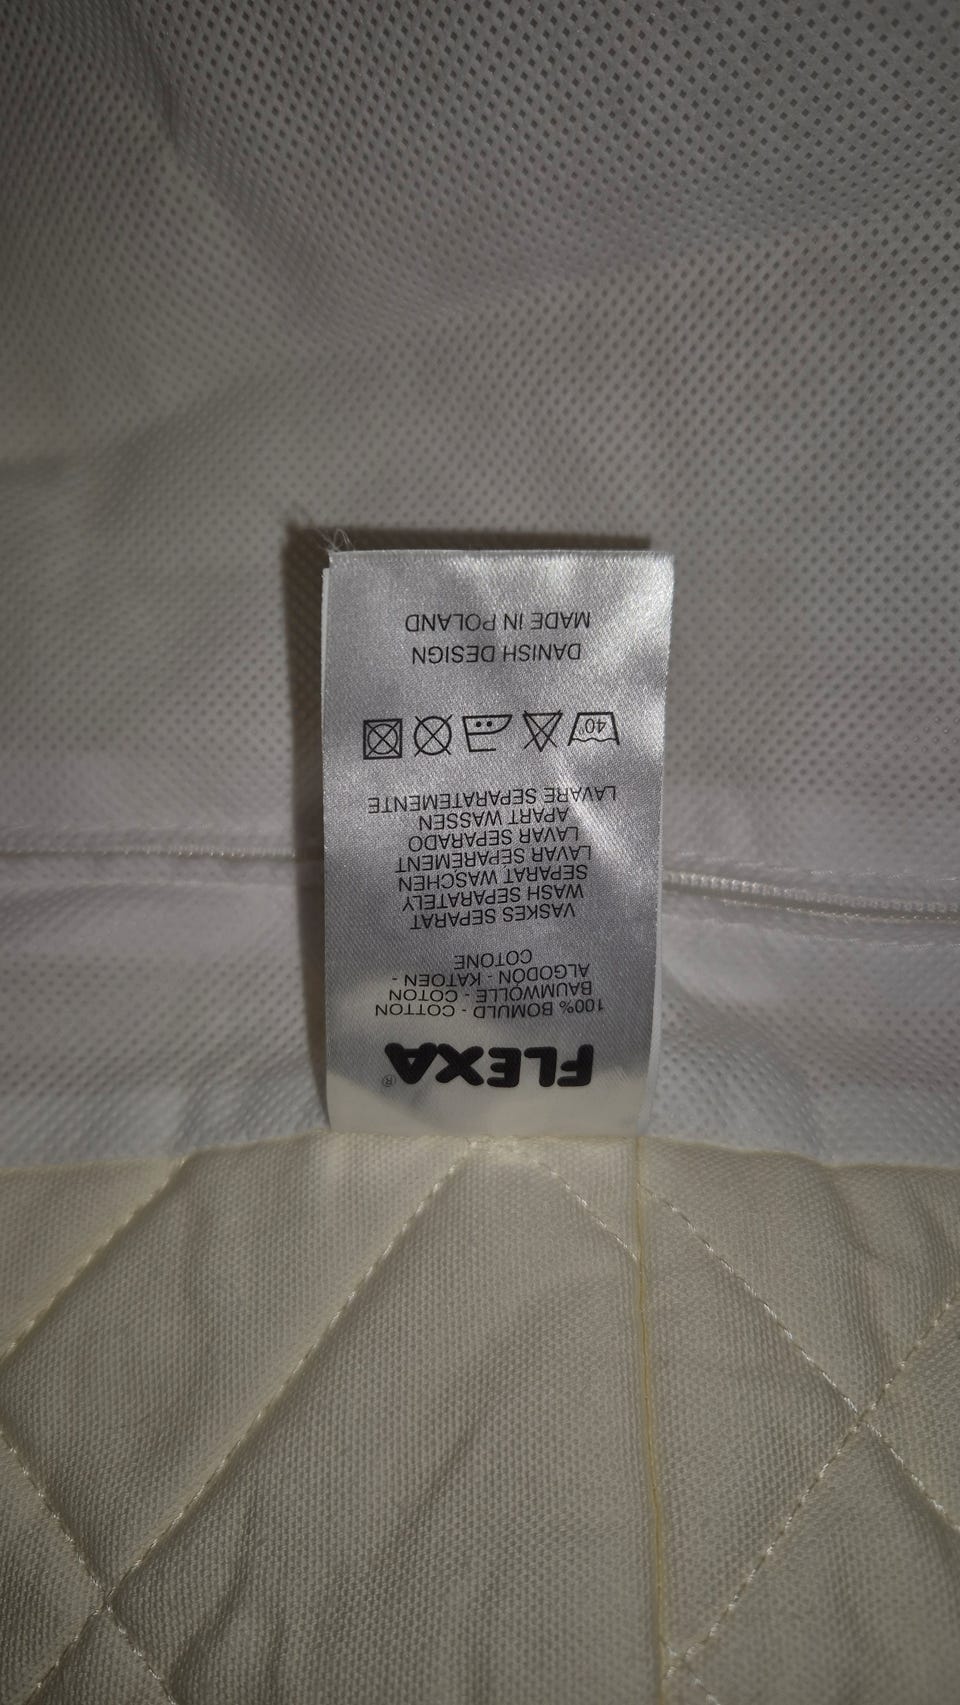 FLEXA®
100% BOMULD - COTTON
BAUMWOLLE - COTON
ALGODON - KATOEN -
COTONE
VASKES SEPARAT
WASH SEPARATELY
SEPARAT WASCHEN
LAVAR SEPAREMENT
LAVAR SEPARADO
APART WASSEN
LAVARE SEPARATEMENTE
40°
DANISH DESIGN
MADE IN POLAND